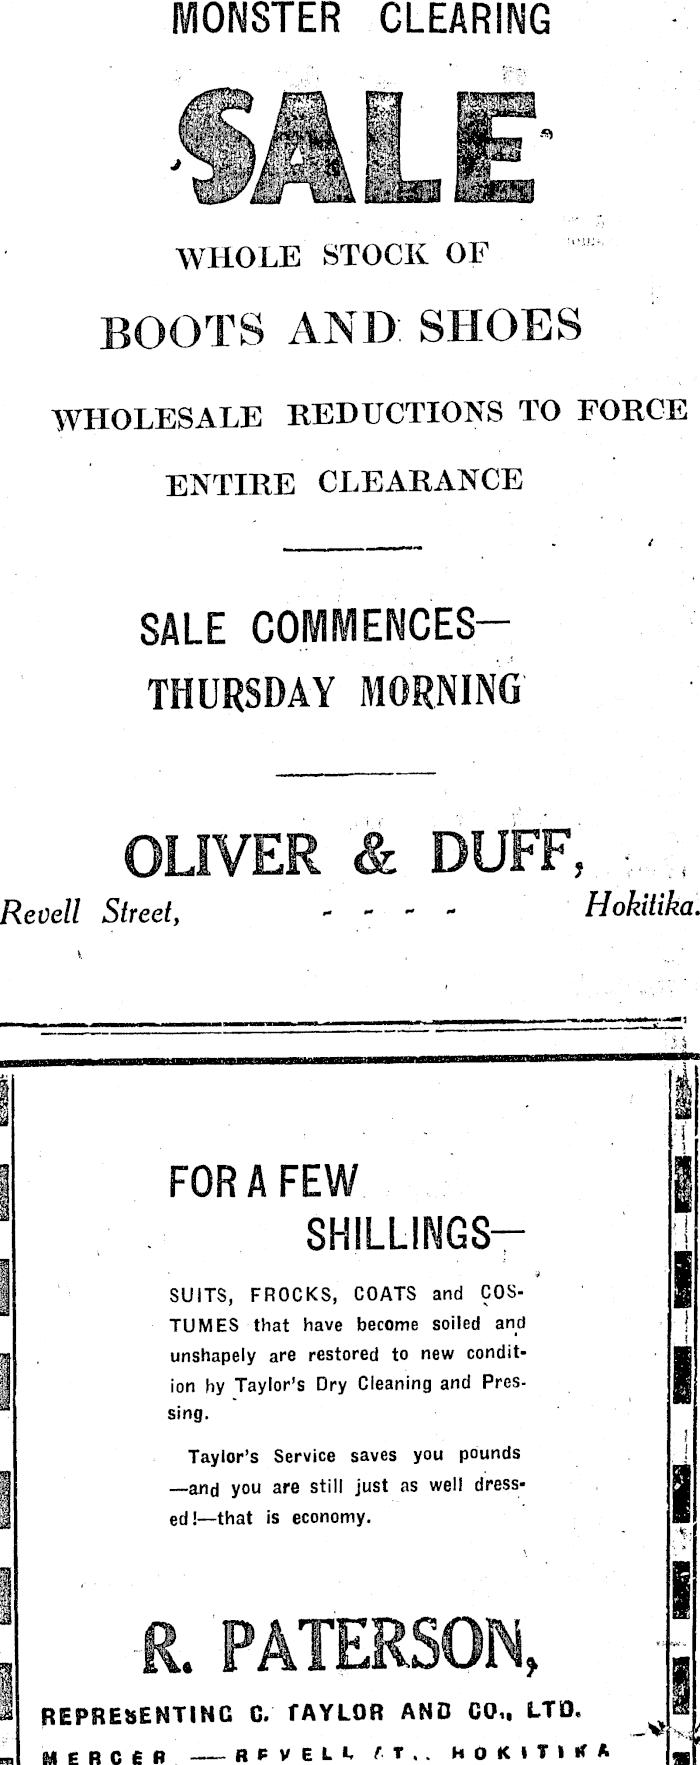 MONSTER CLEARING
SALE
WHOLE STOCK OF
BOOTS AND SHOES
WHOLESALE REDUCTIONS TO FORCE
ENTIRE CLEARANCE
SALE COMMENCES—
THURSDAY MORNING
OLIVER & DUFF,
Revell Street, - - - - Hokitika.
FOR A FEW
SHILLINGS—
SUITS, FROCKS, COATS and COS-
TUMES that have become soiled and
unshapely are restored to new condit-
ion by Taylor's Dry Cleaning and Pres-
sing.
Taylor's Service saves you pounds
—and you are still just as well dress-
ed!—that is economy.
R. PATERSON,
REPRESENTING C. TAYLOR AND CO., LTD.
MERCER — REVELL ST., HOKITIKA